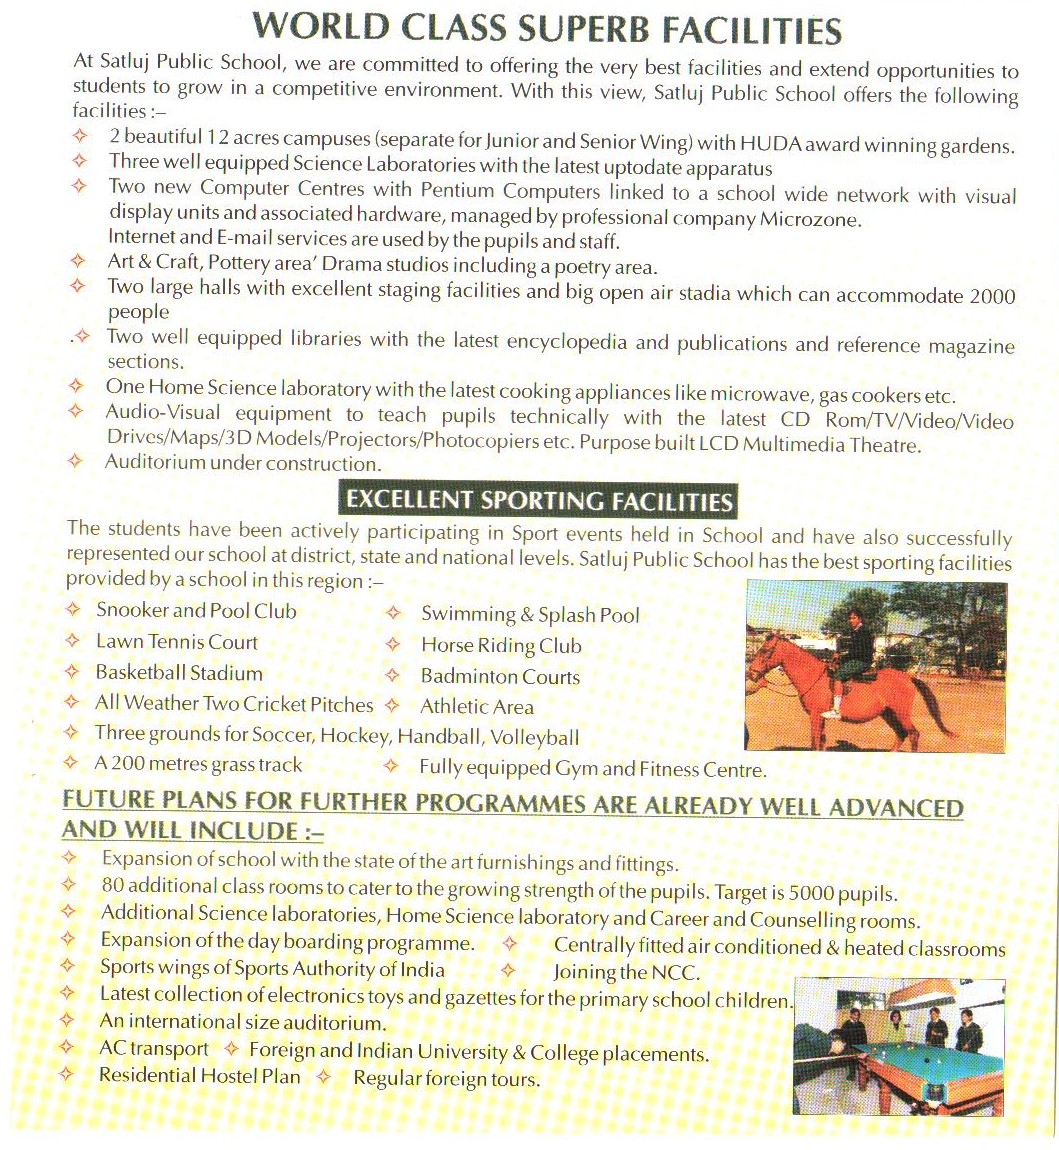 WORLD CLASS SUPERB FACILITIES
At Satluj Public School, we are committed to offering the very best facilities and extend opportunities to
students to grow in a competitive environment. With this view, Satluj Public School offers the following
facilities :–
✧ 2 beautiful 12 acres campuses (separate for Junior and Senior Wing) with HUDA award winning gardens.
✧ Three well equipped Science Laboratories with the latest uptodate apparatus
✧ Two new Computer Centres with Pentium Computers linked to a school wide network with visual
display units and associated hardware, managed by professional company Microzone.
Internet and E-mail services are used by the pupils and staff.
✧ Art & Craft, Pottery area' Drama studios including a poetry area.
✧ Two large halls with excellent staging facilities and big open air stadia which can accommodate 2000
people
.✧ Two well equipped libraries with the latest encyclopedia and publications and reference magazine
sections.
✧ One Home Science laboratory with the latest cooking appliances like microwave, gas cookers etc.
✧ Audio-Visual equipment to teach pupils technically with the latest CD Rom/TV/Video/Video
Drives/Maps/3D Models/Projectors/Photocopiers etc. Purpose built LCD Multimedia Theatre.
✧ Auditorium under construction.
EXCELLENT SPORTING FACILITIES
The students have been actively participating in Sport events held in School and have also successfully
represented our school at district, state and national levels. Satluj Public School has the best sporting facilities
provided by a school in this region :–
✧ Snooker and Pool Club ✧ Swimming & Splash Pool
✧ Lawn Tennis Court ✧ Horse Riding Club
✧ Basketball Stadium ✧ Badminton Courts
✧ All Weather Two Cricket Pitches ✧ Athletic Area
✧ Three grounds for Soccer, Hockey, Handball, Volleyball
✧ A 200 metres grass track ✧ Fully equipped Gym and Fitness Centre.
FUTURE PLANS FOR FURTHER PROGRAMMES ARE ALREADY WELL ADVANCED
AND WILL INCLUDE :–
✧ Expansion of school with the state of the art furnishings and fittings.
✧ 80 additional class rooms to cater to the growing strength of the pupils. Target is 5000 pupils.
✧ Additional Science laboratories, Home Science laboratory and Career and Counselling rooms.
✧ Expansion of the day boarding programme. ✧ Centrally fitted air conditioned & heated classrooms
✧ Sports wings of Sports Authority of India ✧ Joining the NCC.
✧ Latest collection of electronics toys and gazettes for the primary school children.
✧ An international size auditorium.
✧ AC transport ✧ Foreign and Indian University & College placements.
✧ Residential Hostel Plan ✧ Regular foreign tours.